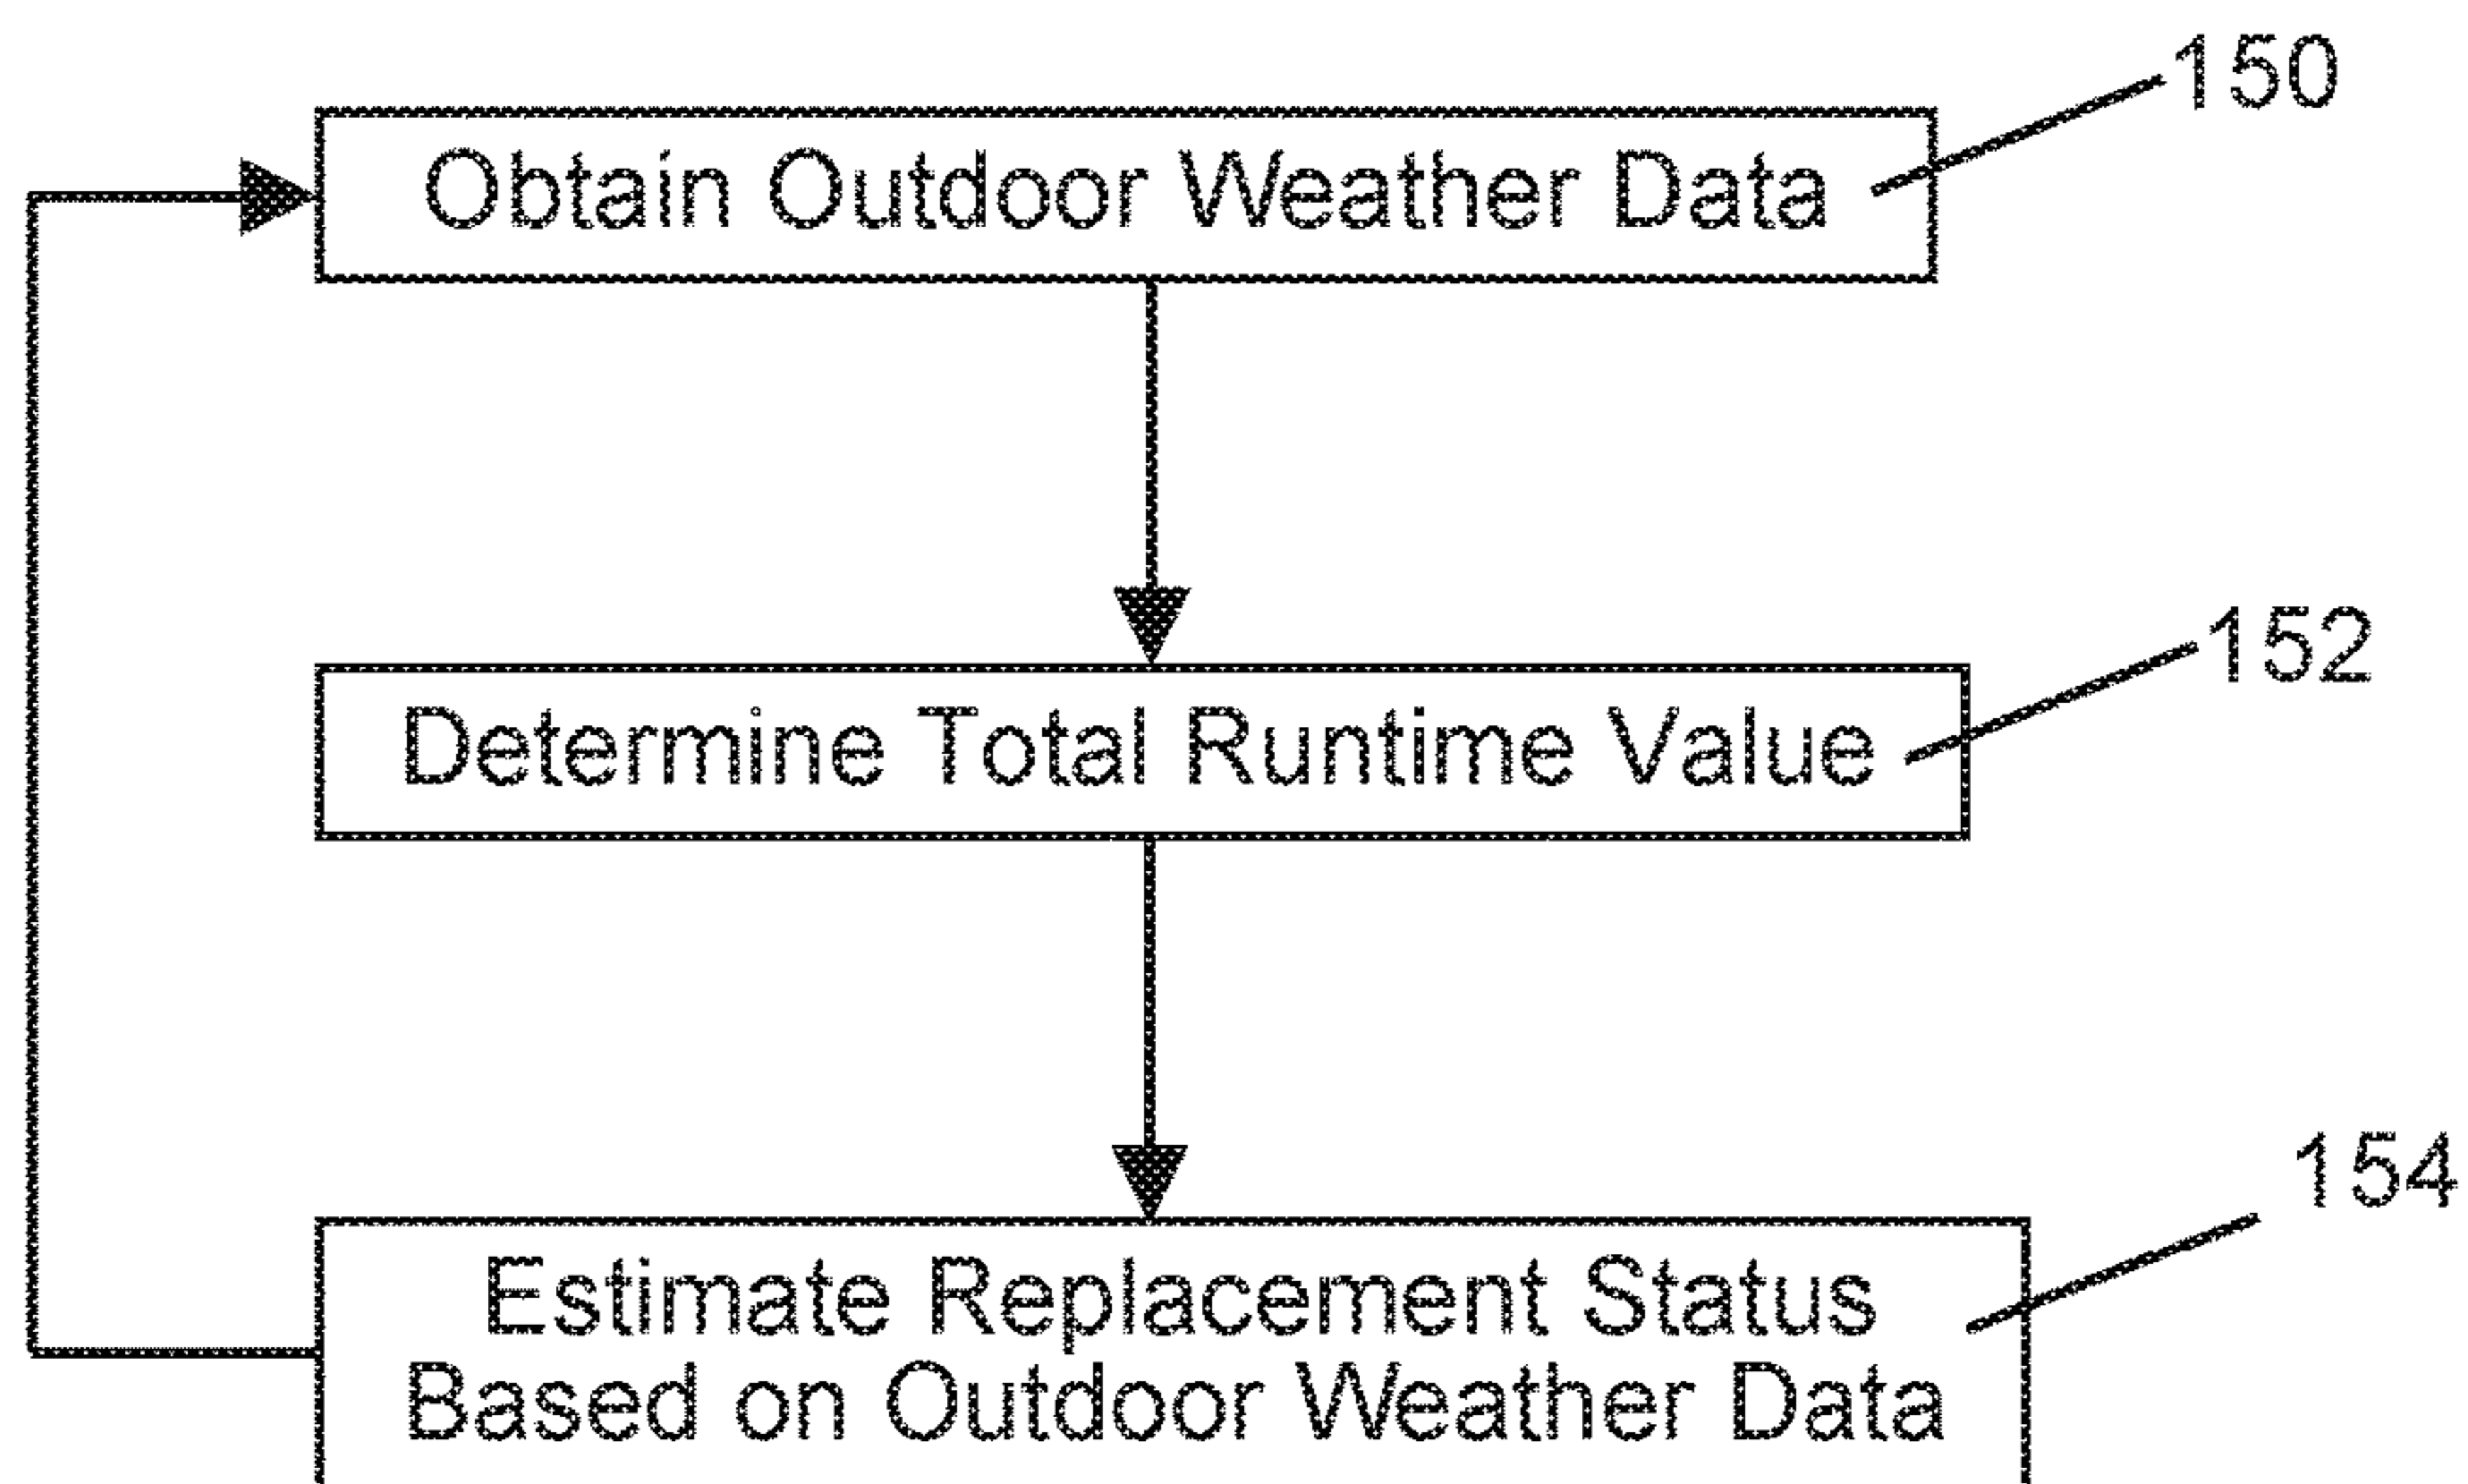 150
Obtain Outdoor Weather Data
152
Determine Total Runtime Value
154
Estimate Replacement Status
Based on Outdoor Weather Data